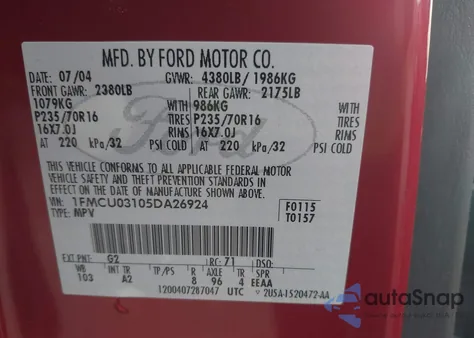 MFD. BY FORD MOTOR CO.
DATE: 07/04 GVWR: 4380LB/ 1986KG
FRONT GAWR: 2380LB REAR GAWR: 2175LB
1079KG WITH 986KG WITH
P235/70R16 TIRES P235/70R16 TIRES
16X7.0J RIMS 16X7.0J RIMS
AT 220 kPa/32 PSI COLD AT 220 kPa/32 PSI COLD
THIS VEHICLE CONFORMS TO ALL APPLICABLE FEDERAL MOTOR
VEHICLE SAFETY AND THEFT PREVENTION STANDARDS IN
EFFECT ON THE DATE OF MANUFACTURE SHOWN ABOVE.
VIN: 1FMCU03105DA26924 F0115
TYPE: MPV T0157
Ford
EXT PNT: G2 RC: 71 DSO:
WB INT TR TP/PS R AXLE TR SPR
103 A2 8 96 4 EEAA
1200407287047 UTC 2U5A-1520472-AA
autoSnap